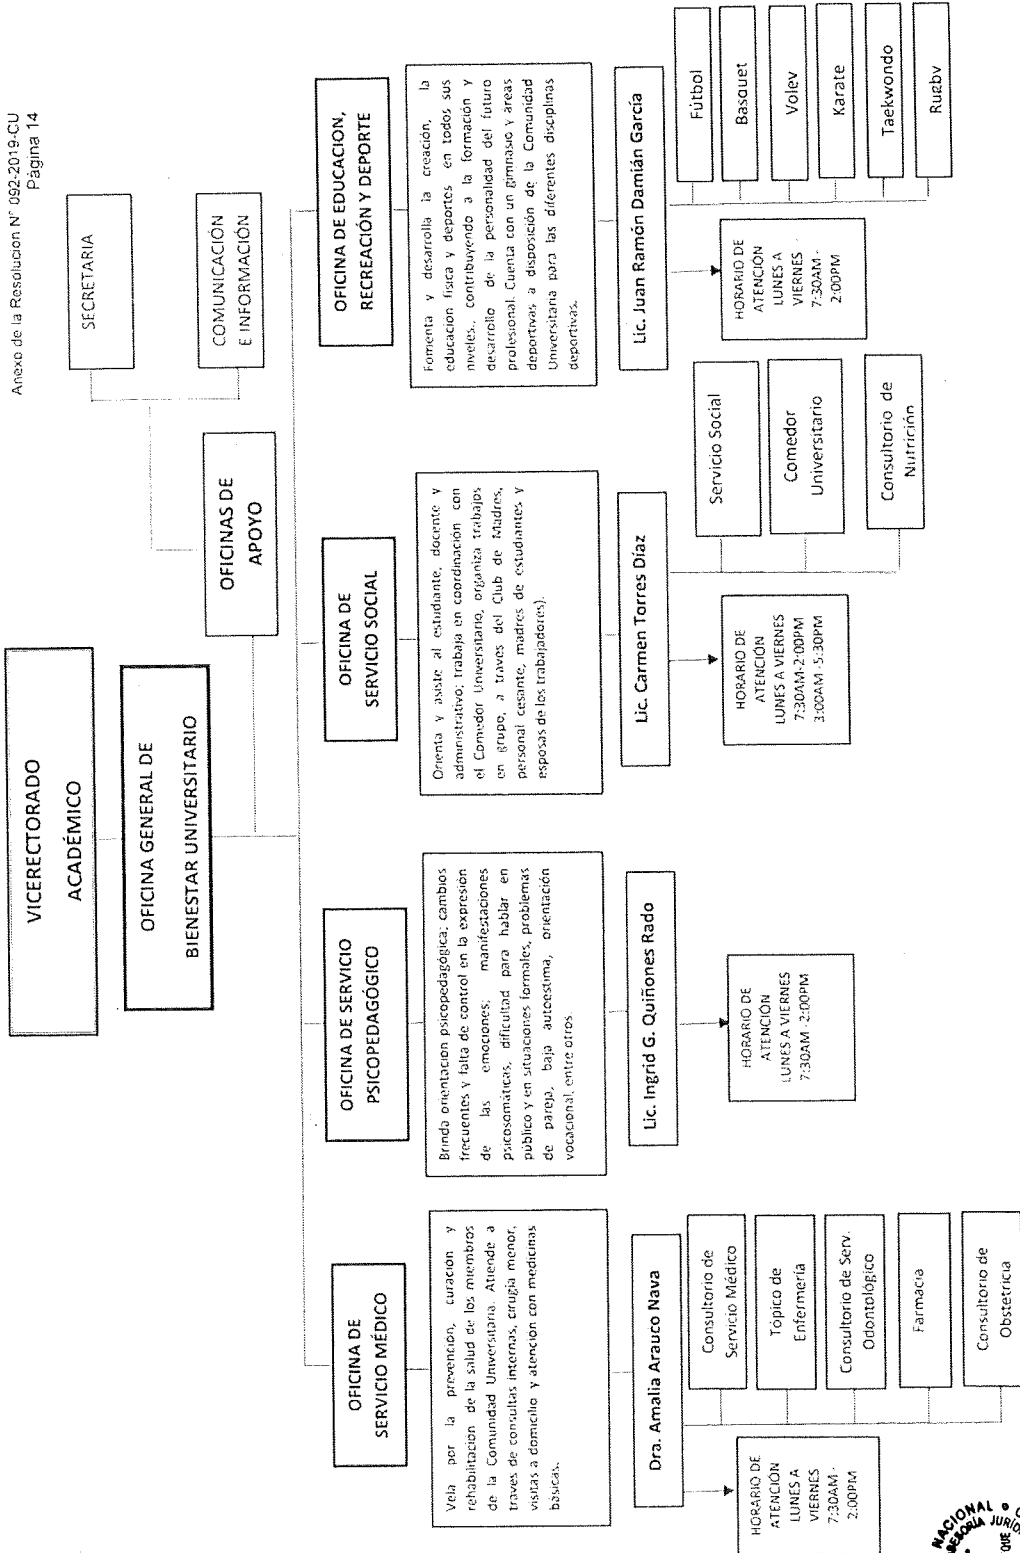 Anexo de la Resolución N° 092-2019-CU
Página 14
VICERECTORADO
ACADÉMICO
OFICINA GENERAL DE
BIENESTAR UNIVERSITARIO
OFICINAS DE
APOYO
SECRETARIA
COMUNICACIÓN
E INFORMACIÓN
OFICINA DE
SERVICIO MÉDICO
Vela por la prevención, curación y
rehabilitación de la salud de los miembros
de la Comunidad Universitaria. Atiende a
traves de consultas internas, cirugia menor,
visitas a domicilio y atención con medicinas
básicas.
Dra. Amalia Arauco Nava
HORARIO DE
ATENCIÓN
LUNES A
VIERNES
7:30AM -
2:00PM
Consultorio de
Servicio Médico
Tópico de
Enfermería
Consultorio de Serv.
Odontológico
Farmacia
Consultorio de
Obstetricia
OFICINA DE SERVICIO
PSICOPEDAGÓGICO
Brinda orientación psicopedagógica; cambios
frecuentes y falta de control en la expresión
de las emociones; manifestaciones
psicosomáticas, dificultad para hablar en
público y en situaciones formales, problemas
de pareja, baja autoestima, orientación
vocacional, entre otros
Lic. Ingrid G. Quiñones Rado
HORARIO DE
ATENCIÓN
LUNES A VIERNES
7:30AM -2:00PM
OFICINA DE
SERVICIO SOCIAL
Orienta y asiste al estudiante, docente y
administrativo; trabaja en coordinación con
el Comedor Universitario, organiza trabajos
en grupo, a traves del Club de Madres,
personal cesante, madres de estudiantes y
esposas de los trabajadores).
Lic. Carmen Torres Díaz
HORARIO DE
ATENCIÓN
LUNES A VIERNES
7:30AM-2:00PM
3:00AM -5:30PM
Servicio Social
Comedor
Universitario
Consultorio de
Nutrición
OFICINA DE EDUCACION,
RECREACIÓN Y DEPORTE
Fomenta y desarrolla la creación, la
educación física y deportes en todos sus
niveles., contribuyendo a la formación y
desarrollo de la personalidad del futuro
profesional. Cuenta con un gimnasio y áreas
deportivas a disposición de la Comunidad
Universitaria para las diferentes disciplinas
deportivas.
Lic. Juan Ramón Damián García
HORARIO DE
ATENCIÓN
LUNES A
VIERNES -
7:30AM -
2:00PM
Fútbol
Basquet
Voley
Karate
Taekwondo
Rugby
NACIONAL
ASESORIA JURÍD